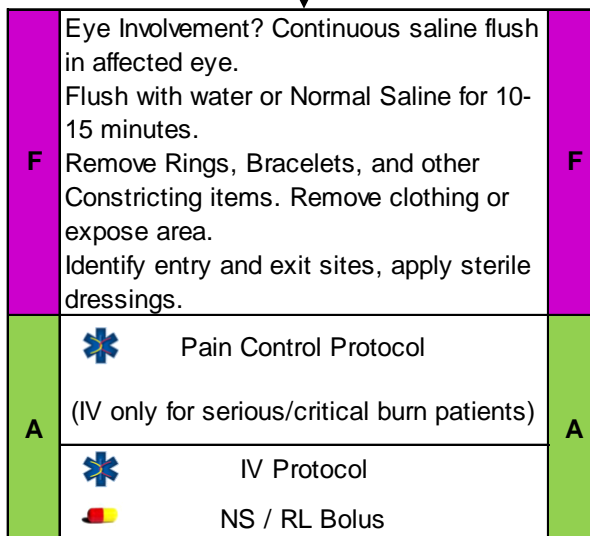 Eye Involvement? Continuous saline flush
in affected eye.
Flush with water or Normal Saline for 10-
15 minutes.
F
F
Remove Rings, Bracelets, and other
Constricting items. Remove clothing or
expose area.
Identify entry and exit sites, apply sterile
dressings.
Pain Control Protocol
(IV only for serious/critical burn patients)
A
A
IV Protocol
NS / RL Bolus